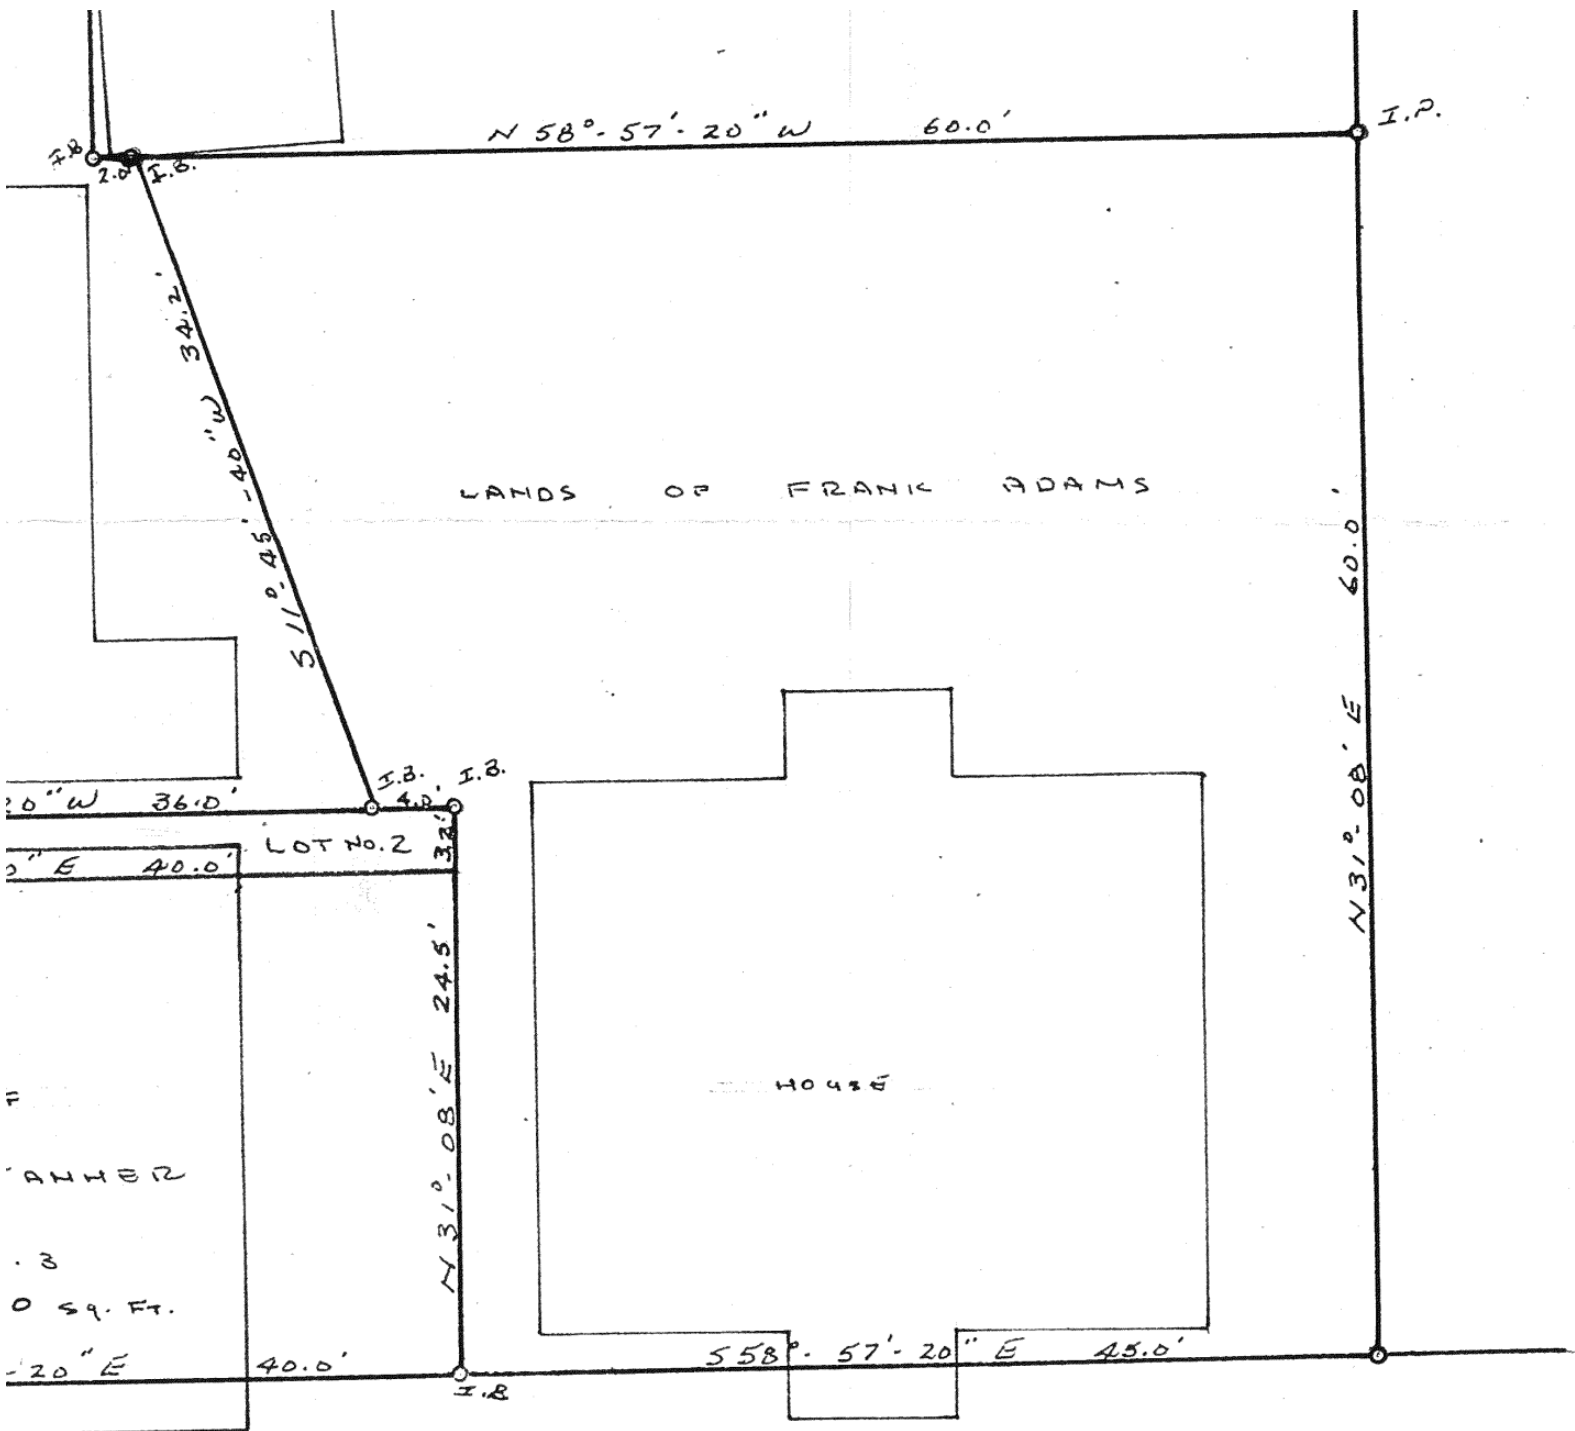 N 58°- 57'- 20" W 60.0'
I.P.
I.B
2.0
I.B.
34.2'
S 11°- 45'- 40" W
LANDS OF FRANK ADAMS
60.0'
N 31°- 08' E
I.B. I.B.
20" W 36.0'
4.0'
3.2'
LOT NO. 2
0" E 40.0'
24.5'
N 31°- 08' E
HOUSE
F
ANNER
. 3
0 SQ. FT.
-20" E 40.0'
S 58°- 57'- 20" E 45.0'
I.B